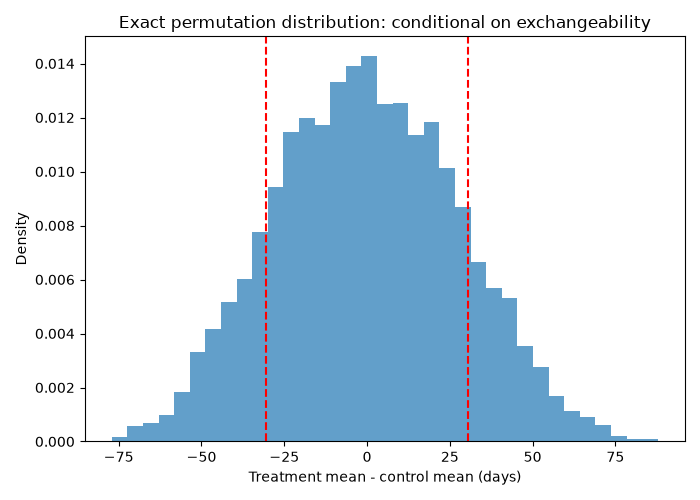 Exact permutation distribution: conditional on exchangeability
Density
0.014
0.012
0.010
0.008
0.006
0.004
0.002
0.000
−75 −50 −25 0 25 50 75
Treatment mean - control mean (days)